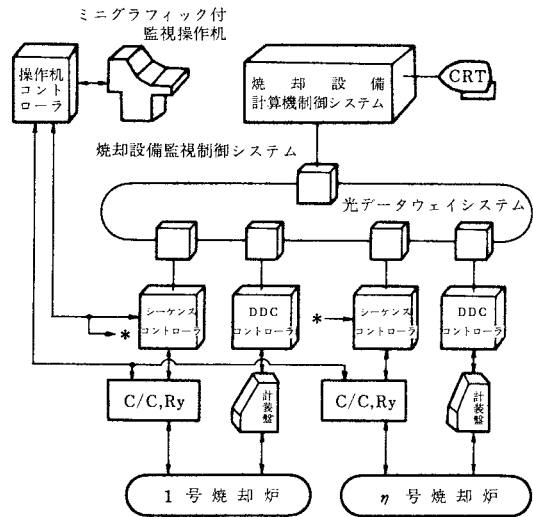 ミニグラフィック付
監視操作机
操作机
コント
ローラ
焼却設備
計算機制御システム
CRT
焼却設備監視制御システム
光データウェイシステム
シーケンス
コントローラ
DDC
コントローラ
シーケンス
コントローラ
DDC
コントローラ
*
*
C/C,Ry
計装盤
C/C,Ry
計装盤
1号焼却炉
η号焼却炉